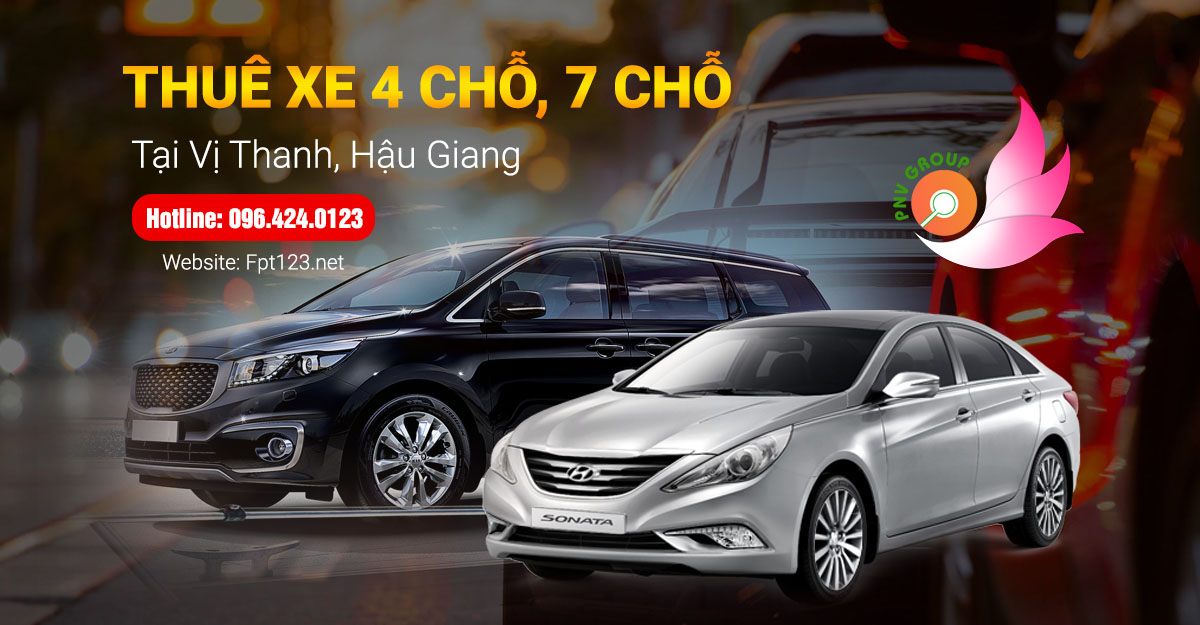 THUÊ XE 4 CHỖ, 7 CHỖ
Tại Vị Thanh, Hậu Giang
Hotline: 096.424.0123
Website: Fpt123.net
PNV GROUP
SONATA